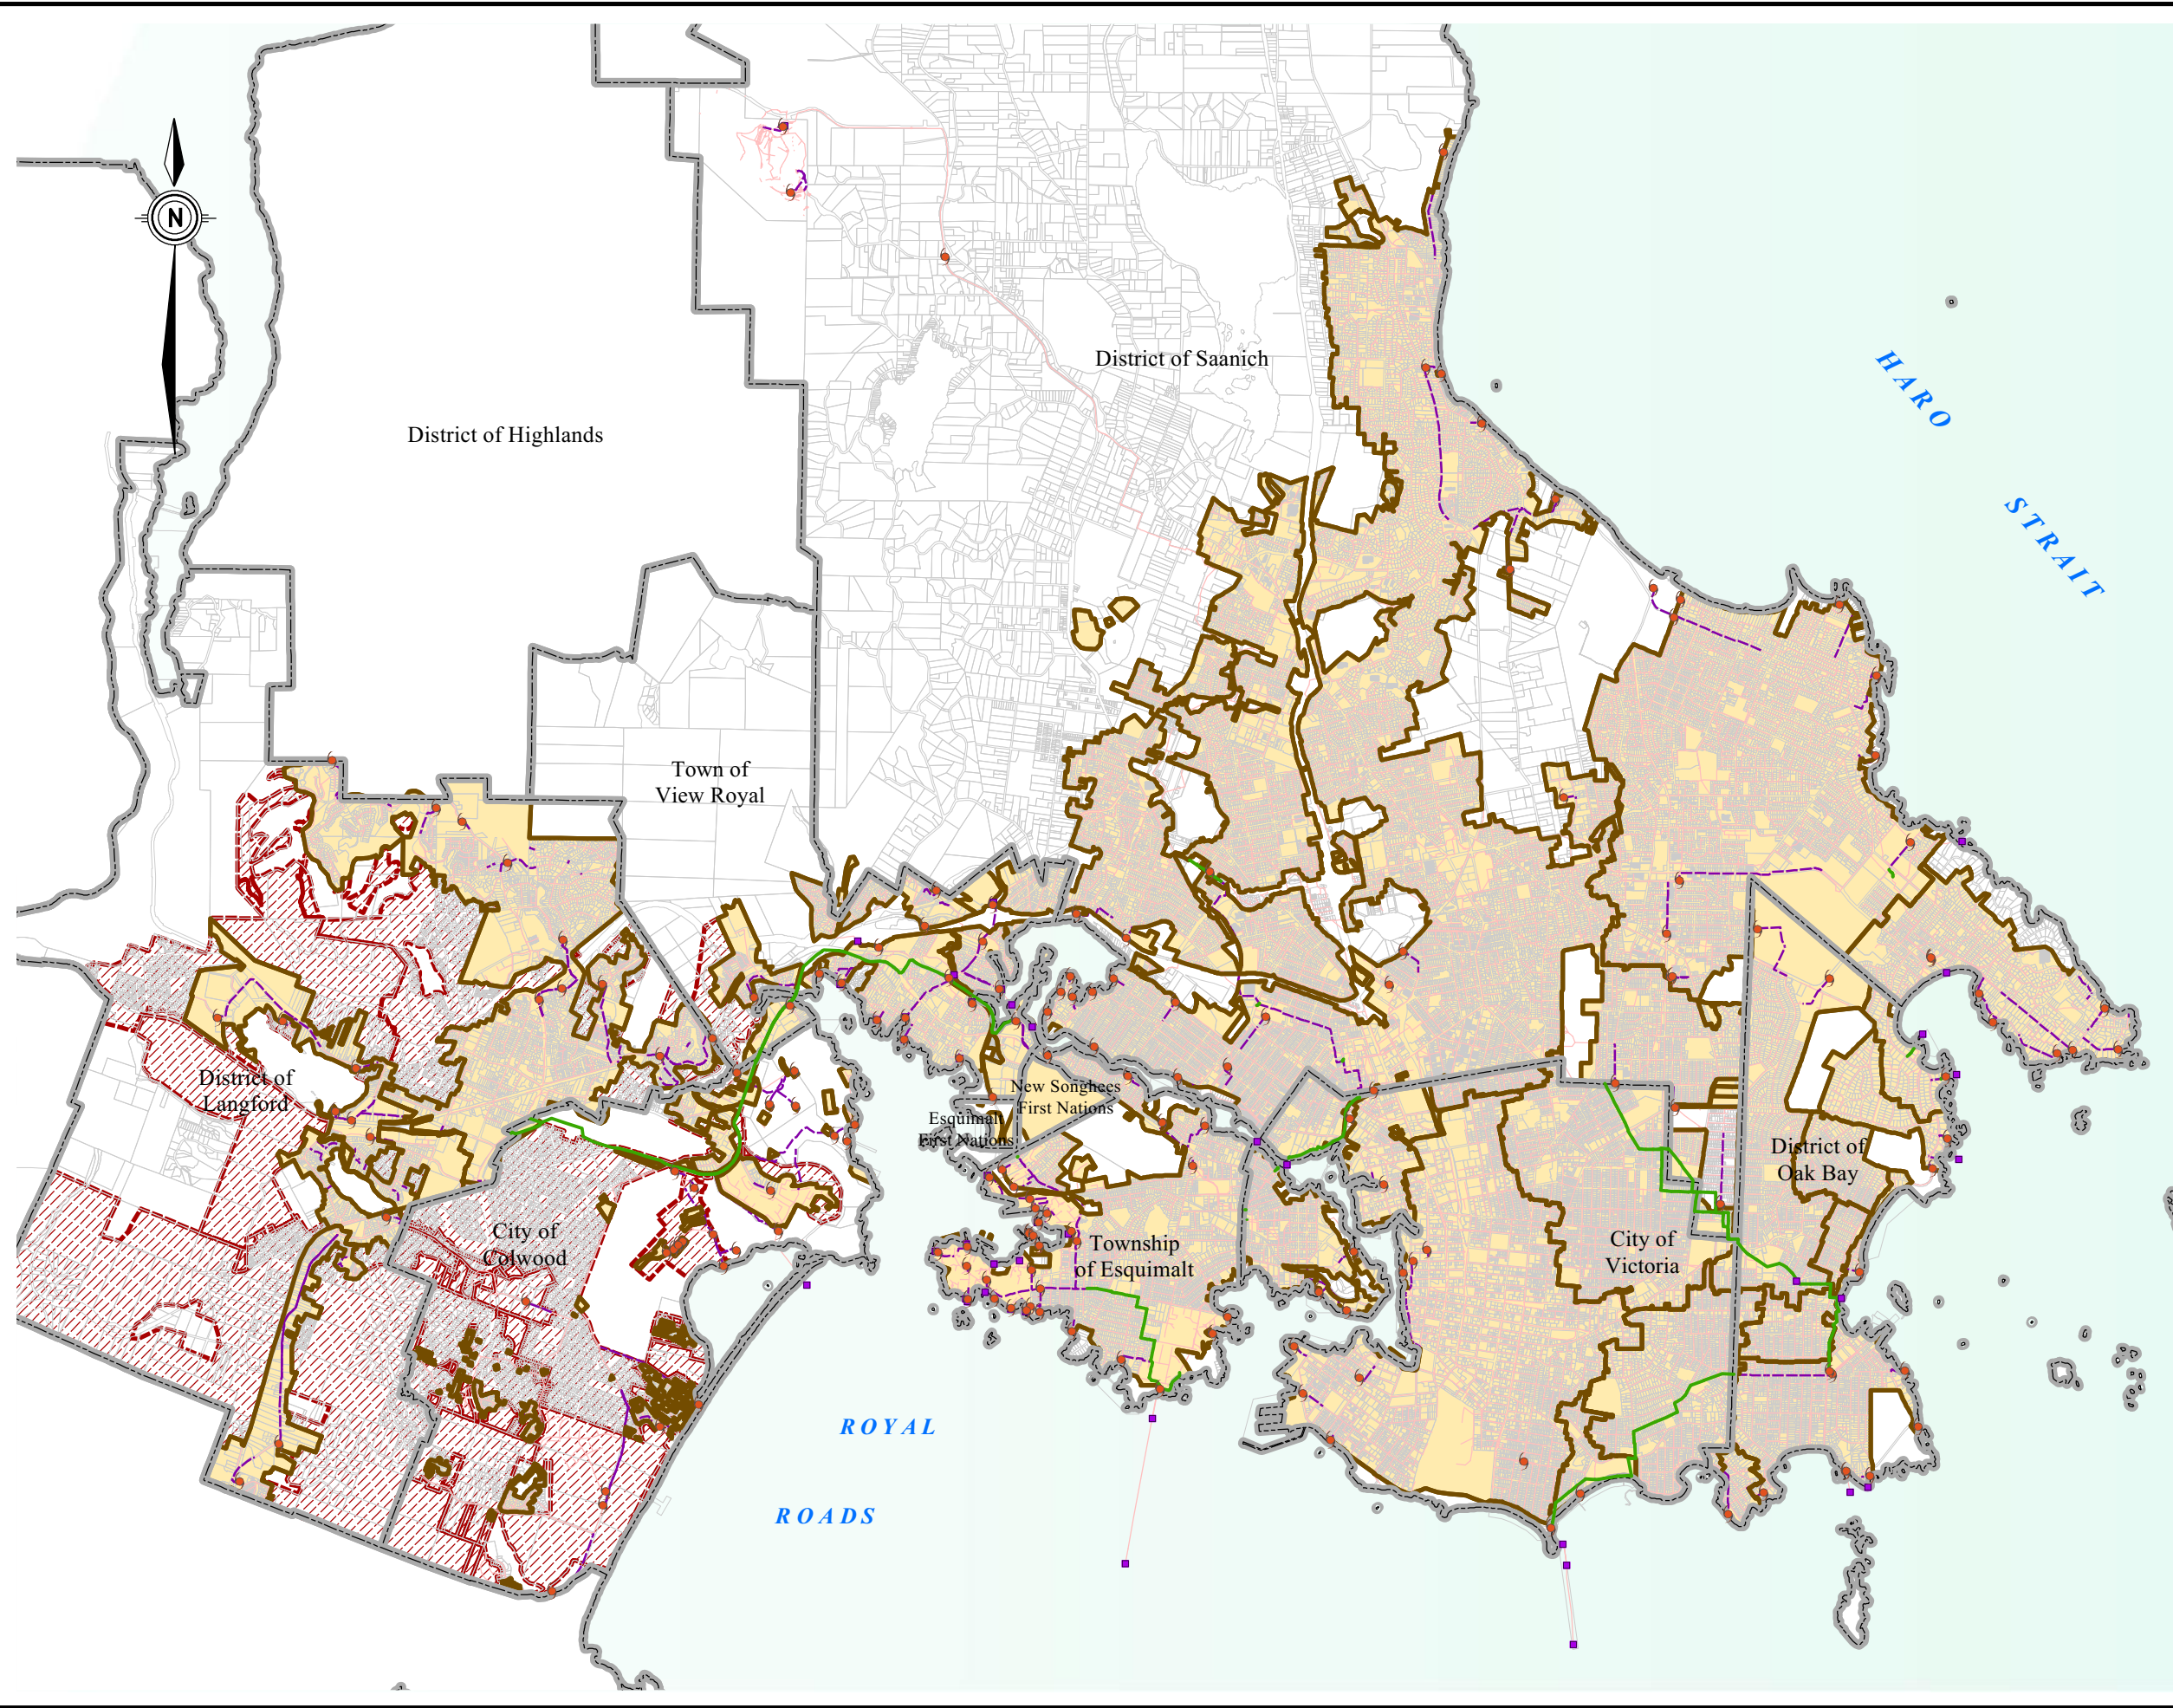 N
District of Saanich
HARO
STRAIT
District of Highlands
Town of
View Royal
District of
Langford
New Songhees
First Nations
Esquimalt
First Nations
District of
Oak Bay
City of
Colwood
Township
of Esquimalt
City of
Victoria
ROYAL
ROADS